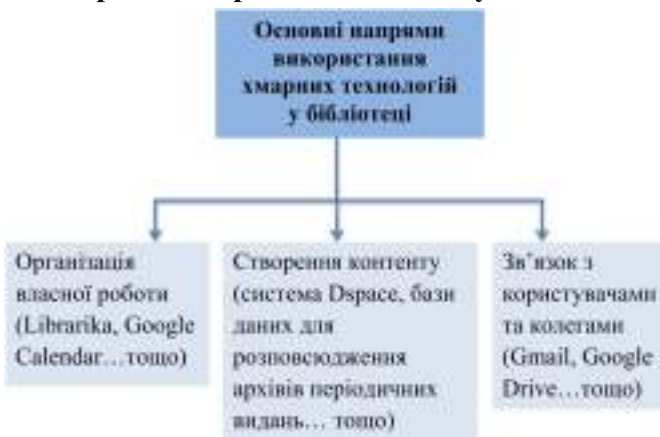 Основні напрями
використання
хмарних технологій
у бібліотеці
Організація
власної роботи
(Librarika, Google
Calendar…тощо)
Створення контенту
(система Dspace, бази
даних для
розповсюдження
архівів періодичних
видань… тощо)
Зв’язок з
користувачами
та колегами
(Gmail, Google
Drive…тощо)